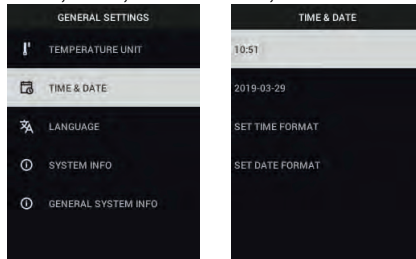 GENERAL SETTINGS
TEMPERATURE UNIT
TIME & DATE
LANGUAGE
SYSTEM INFO
GENERAL SYSTEM INFO
TIME & DATE
10:51
2019-03-29
SET TIME FORMAT
SET DATE FORMAT